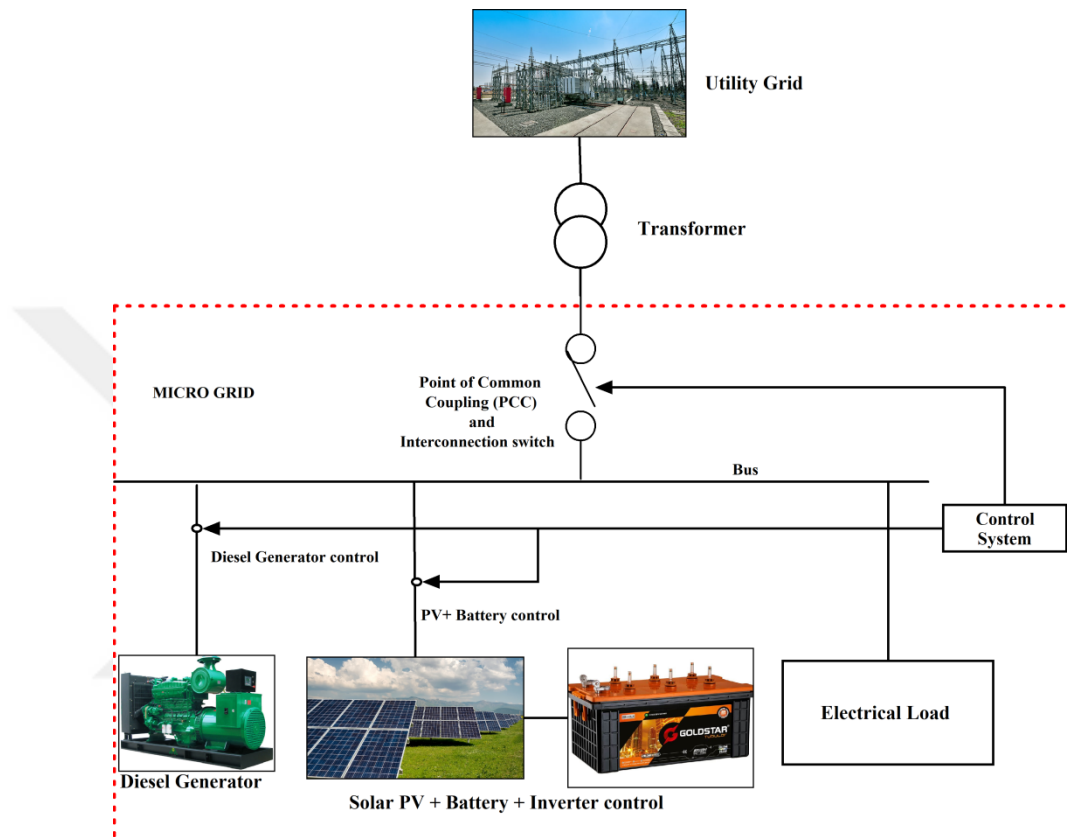 Utility Grid
Transformer
MICRO GRID
Point of Common
Coupling (PCC)
and
Interconnection switch
Bus
Control
System
Diesel Generator control
PV+ Battery control
GOLDSTAR
Electrical Load
Diesel Generator
Solar PV + Battery + Inverter control